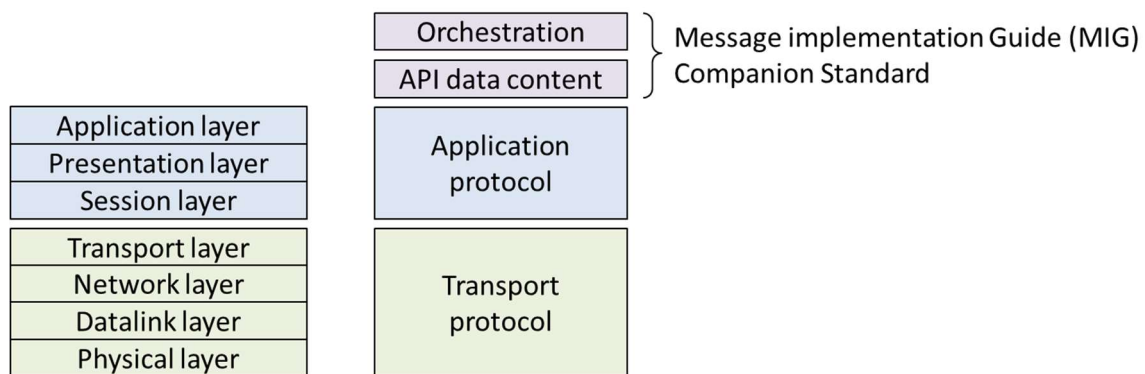 Orchestration
API data content
Message implementation Guide (MIG)
Companion Standard
Application layer
Presentation layer
Session layer
Application
protocol
Transport layer
Network layer
Datalink layer
Physical layer
Transport
protocol